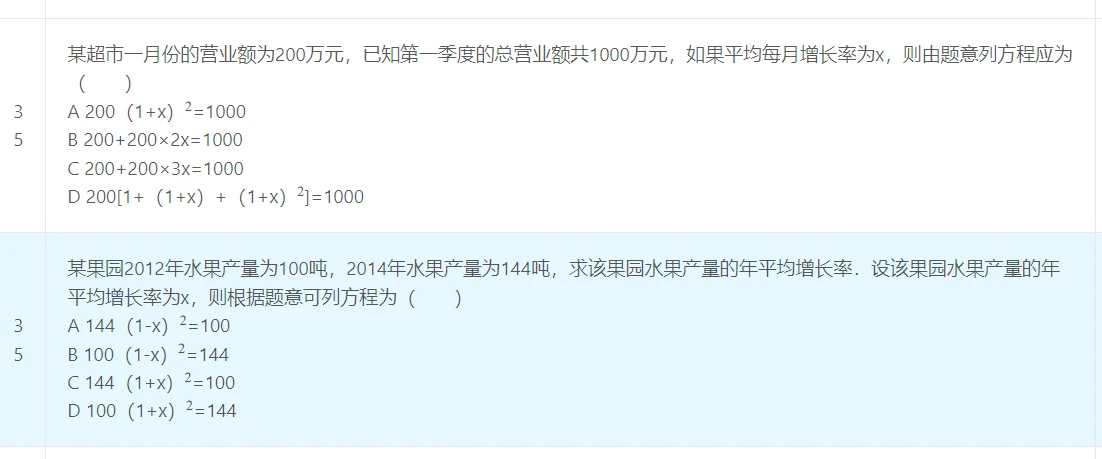 某超市一月份的营业额为200万元，已知第一季度的总营业额共1000万元，如果平均每月增长率为x，则由题意列方程应为
（　　）
3 A 200（1+x）²=1000
5 B 200+200×2x=1000
C 200+200×3x=1000
D 200[1+（1+x）+（1+x）²]=1000
某果园2012年水果产量为100吨，2014年水果产量为144吨，求该果园水果产量的年平均增长率．设该果园水果产量的年
平均增长率为x，则根据题意可列方程为（　　）
3 A 144（1-x）²=100
5 B 100（1-x）²=144
C 144（1+x）²=100
D 100（1+x）²=144